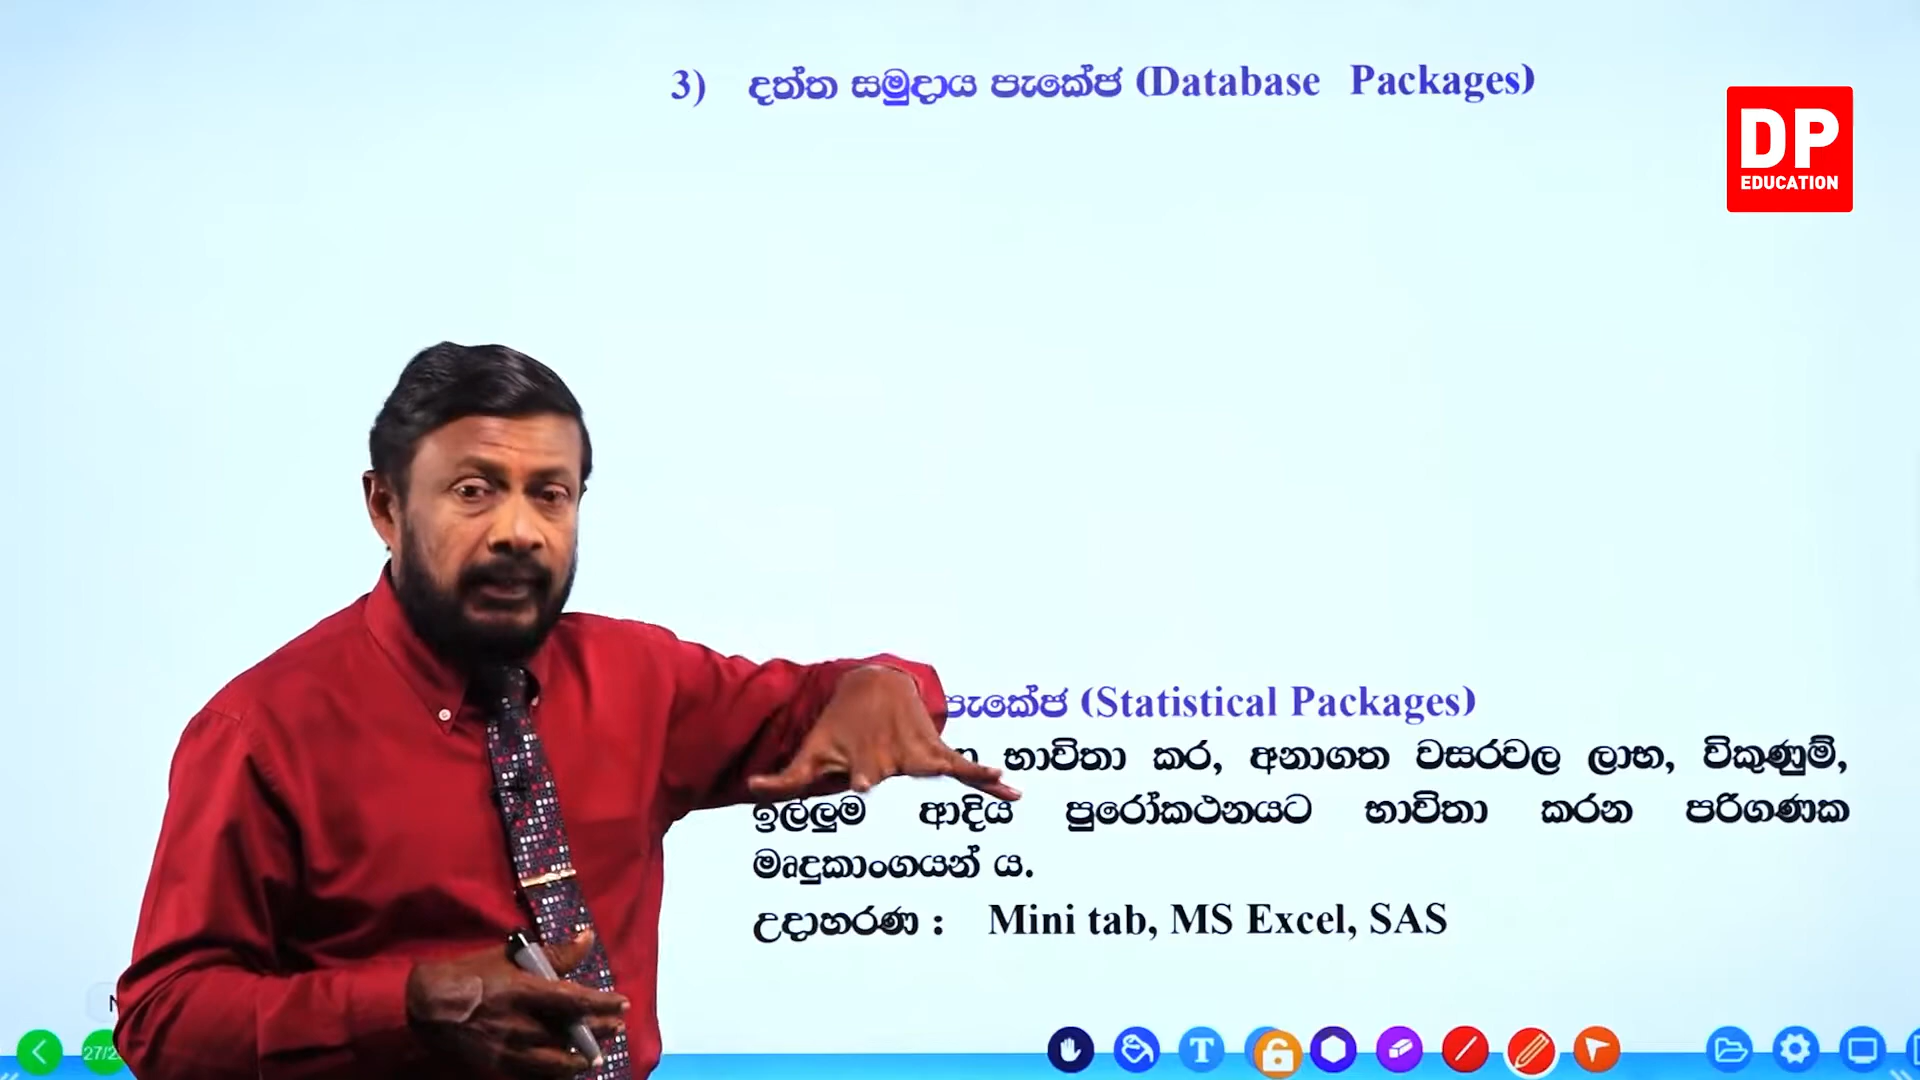 3) දත්ත සමුදාය පැකේජ (Database Packages)
DP
EDUCATION
පැකේජ (Statistical Packages)
භාවිතා කර, අනාගත වසරවල ලාභ, විකුණුම්,
ඉල්ලුම ආදිය පුරෝකථනයට භාවිතා කරන පරිගණක
මෘදුකාංගයන් ය.
උදාහරණ : Mini tab, MS Excel, SAS
T